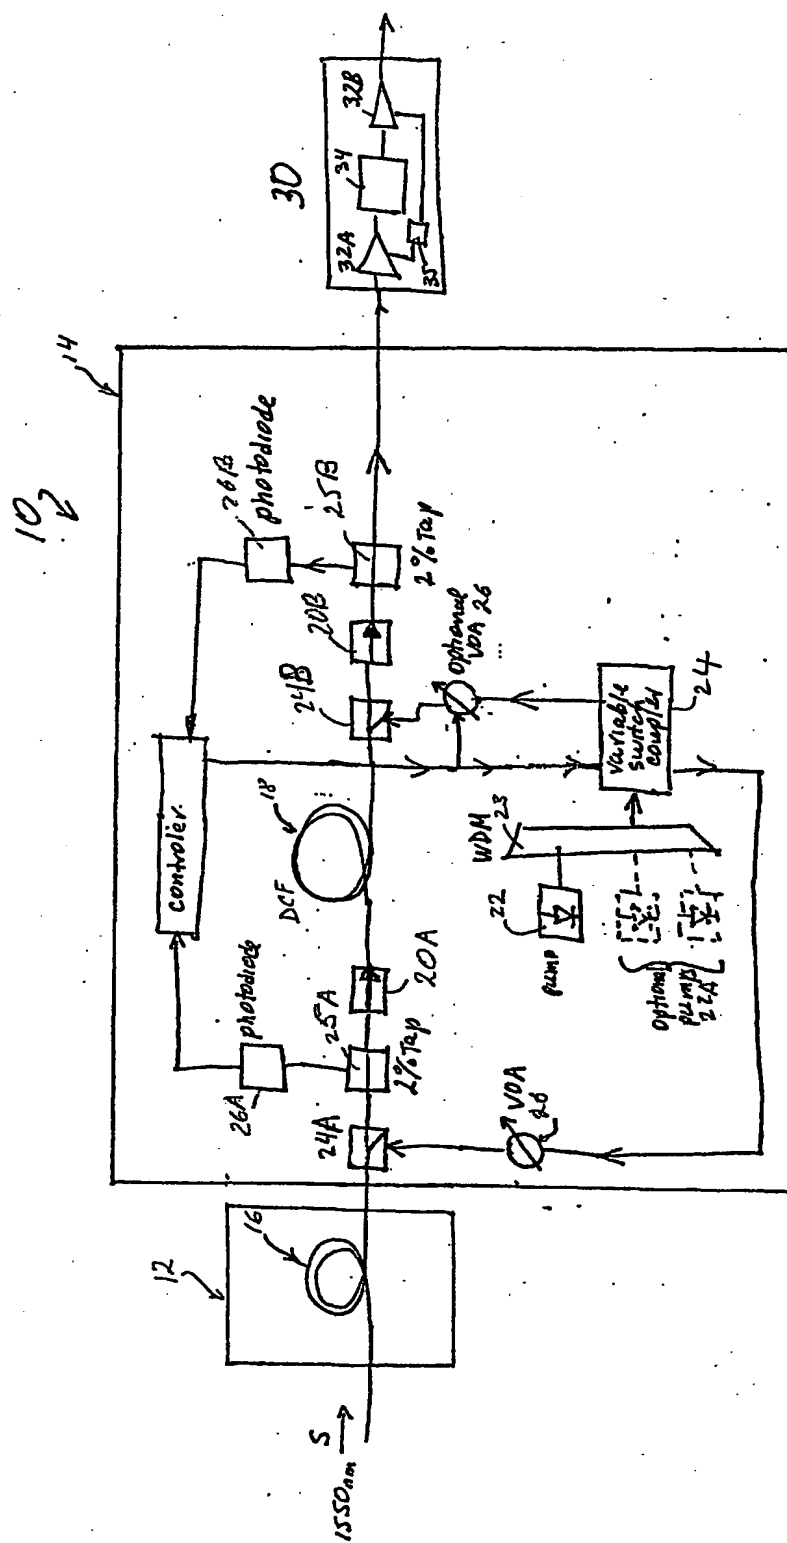 10
14
30
32A
34
32B
35
controler
photodiode
26A
25A
2% Tap
24A
20A
DCF
18
24B
20B
25B
2% Tap
26B
photodiode
optional
VOA 26
variable
switch
coupler
24
WDM
23
22
pump
optional
pumps
22A
VOA
26
12
16
S
1550nm